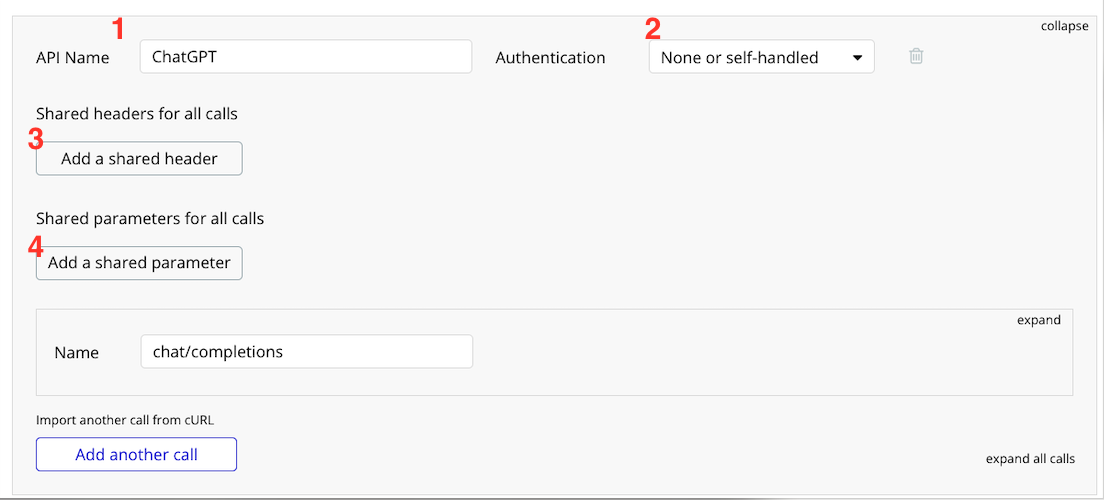 1 2
collapse
API Name ChatGPT Authentication None or self-handled
Shared headers for all calls
3
Add a shared header
Shared parameters for all calls
4
Add a shared parameter
expand
Name chat/completions
Import another call from cURL
Add another call
expand all calls